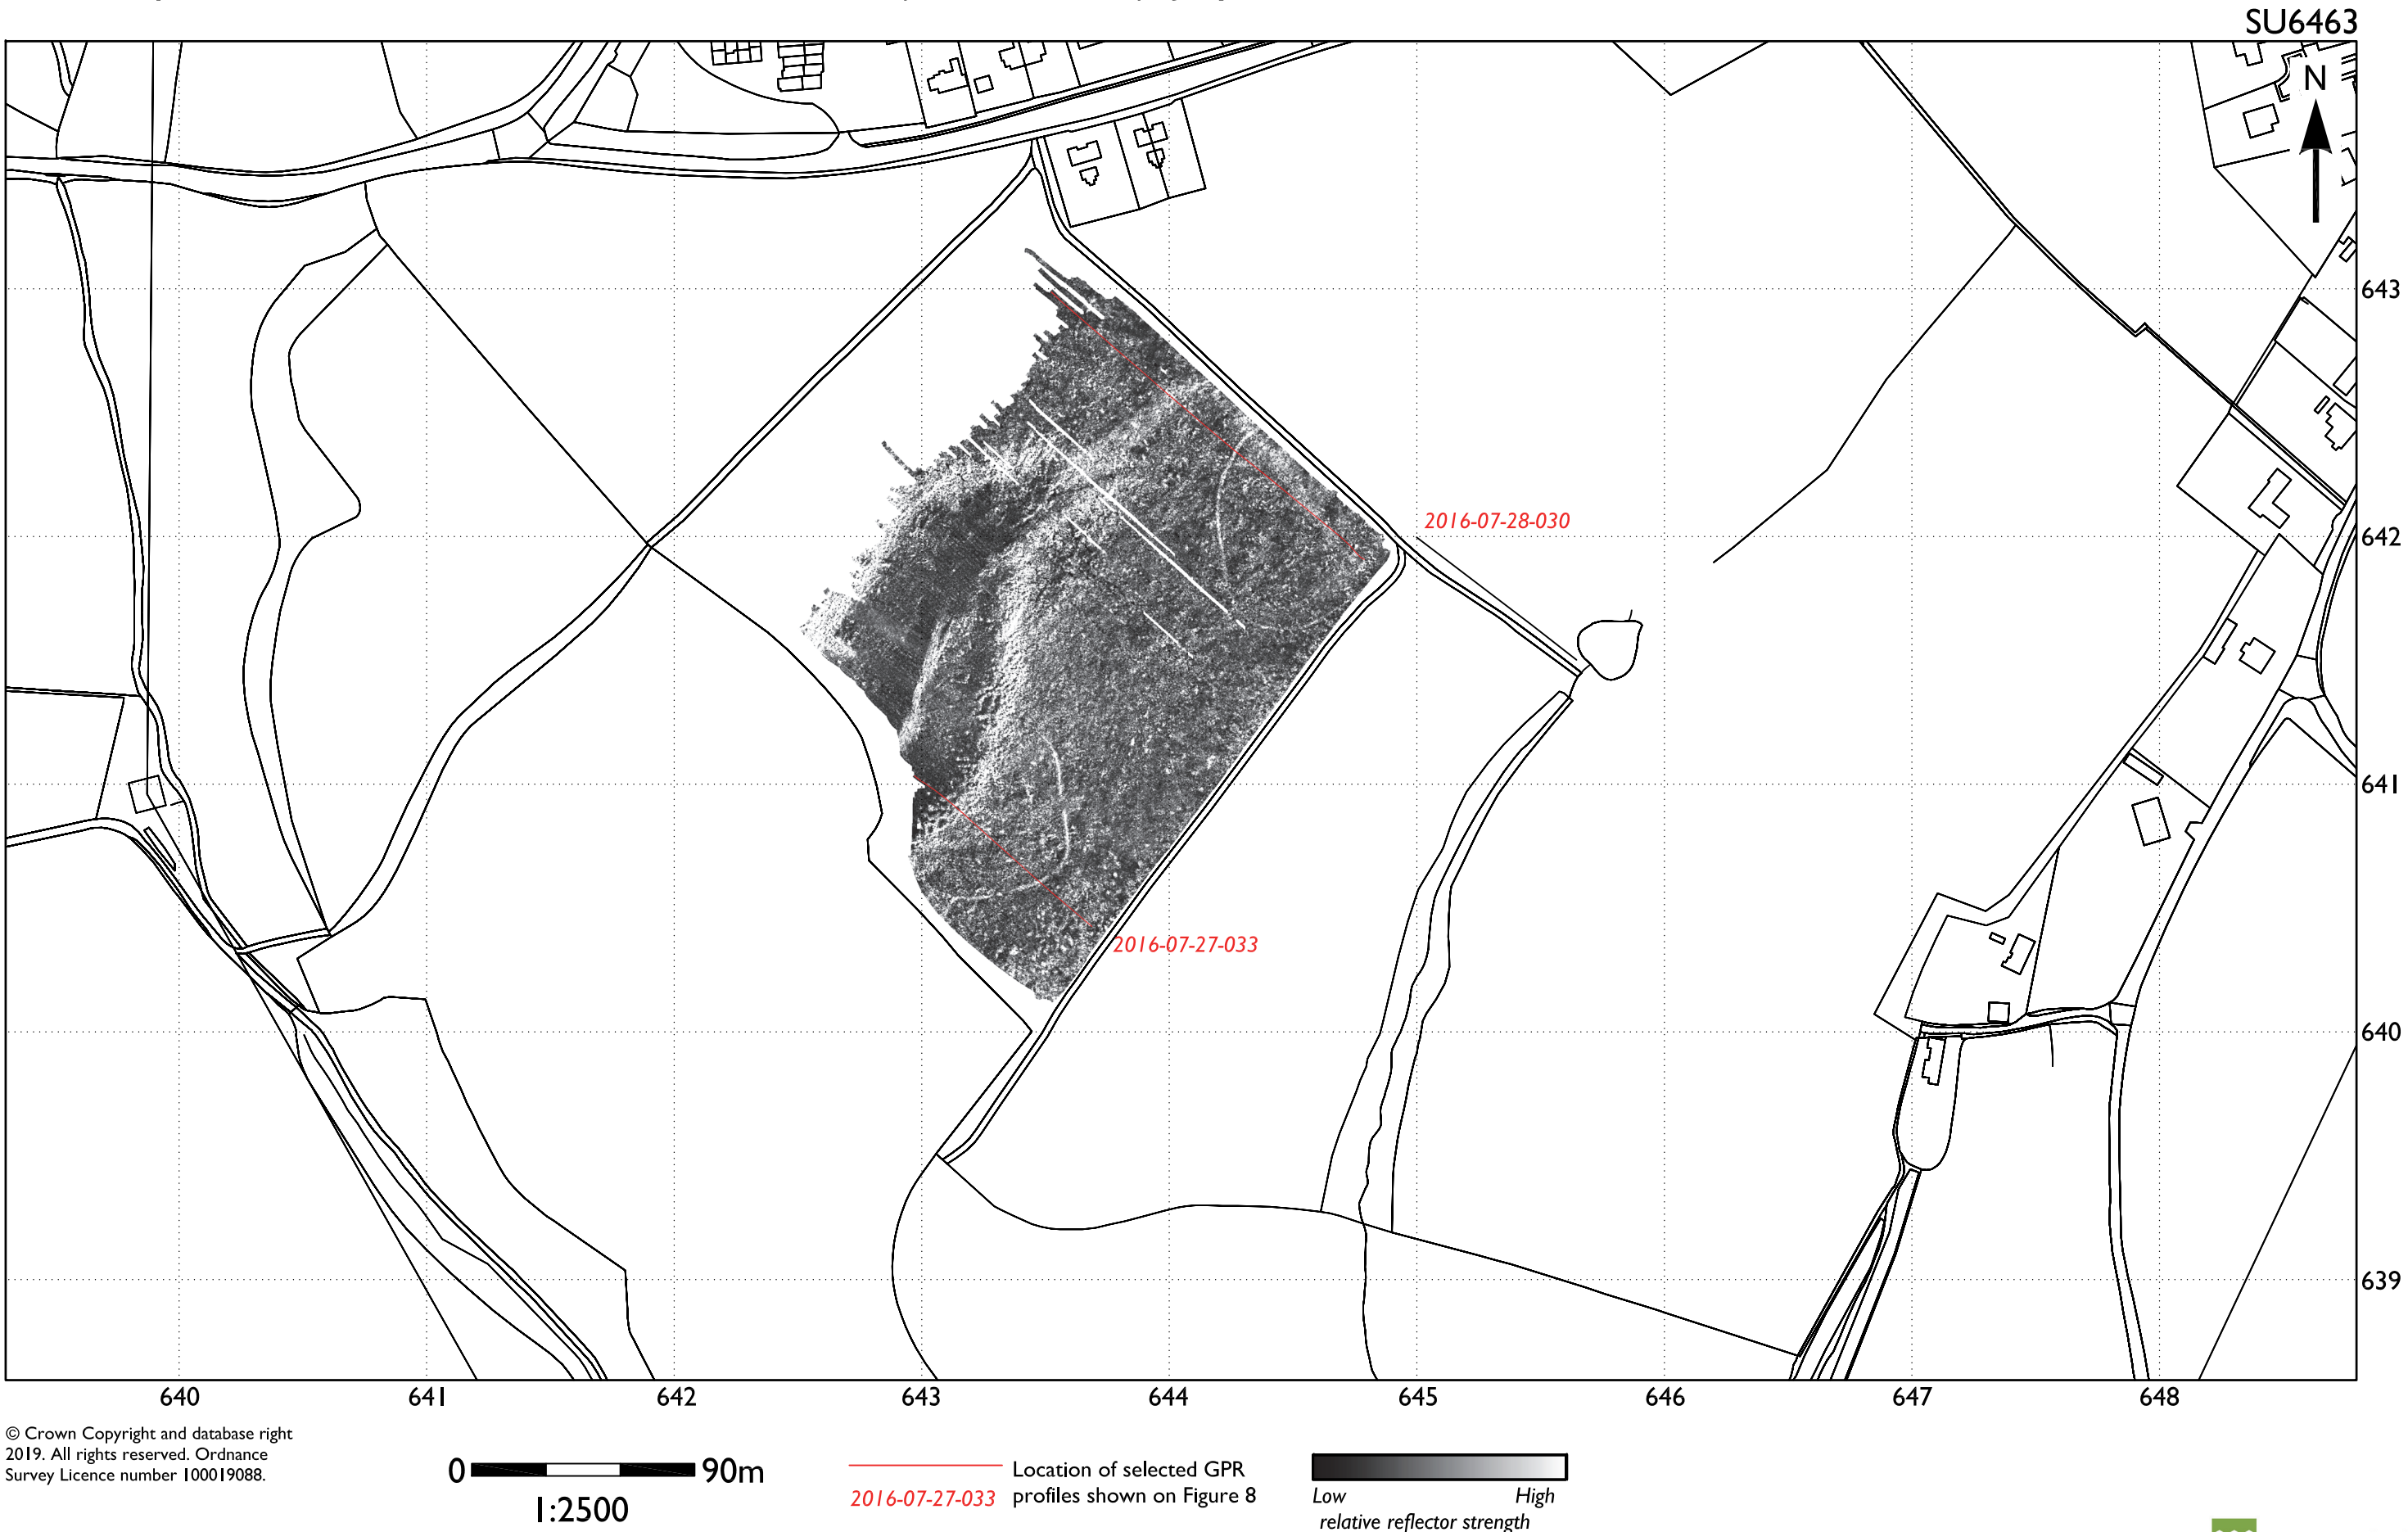 SU6463
N
643
642
641
640
639
2016-07-28-030
2016-07-27-033
640 641 642 643 644 645 646 647 648
© Crown Copyright and database right
2019. All rights reserved. Ordnance
Survey Licence number 100019088.
0 90m
1:2500
Location of selected GPR
2016-07-27-033 profiles shown on Figure 8
Low High
relative reflector strength